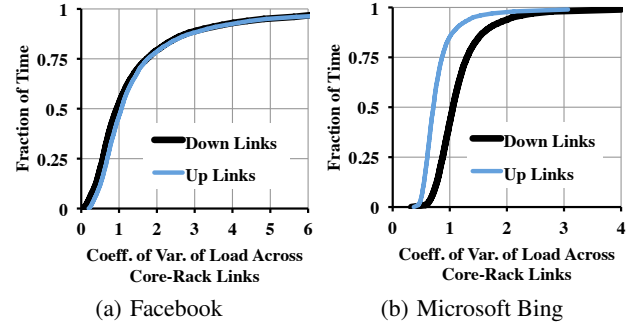 1
0.75
0.5
0.25
0
Fraction of Time
Down Links
Up Links
0 1 2 3 4 5 6
Coeff. of Var. of Load Across
Core-Rack Links
(a) Facebook
1
0.75
0.5
0.25
0
Fraction of Time
Down Links
Up Links
0 1 2 3 4
Coeff. of Var. of Load Across
Core-Rack Links
(b) Microsoft Bing